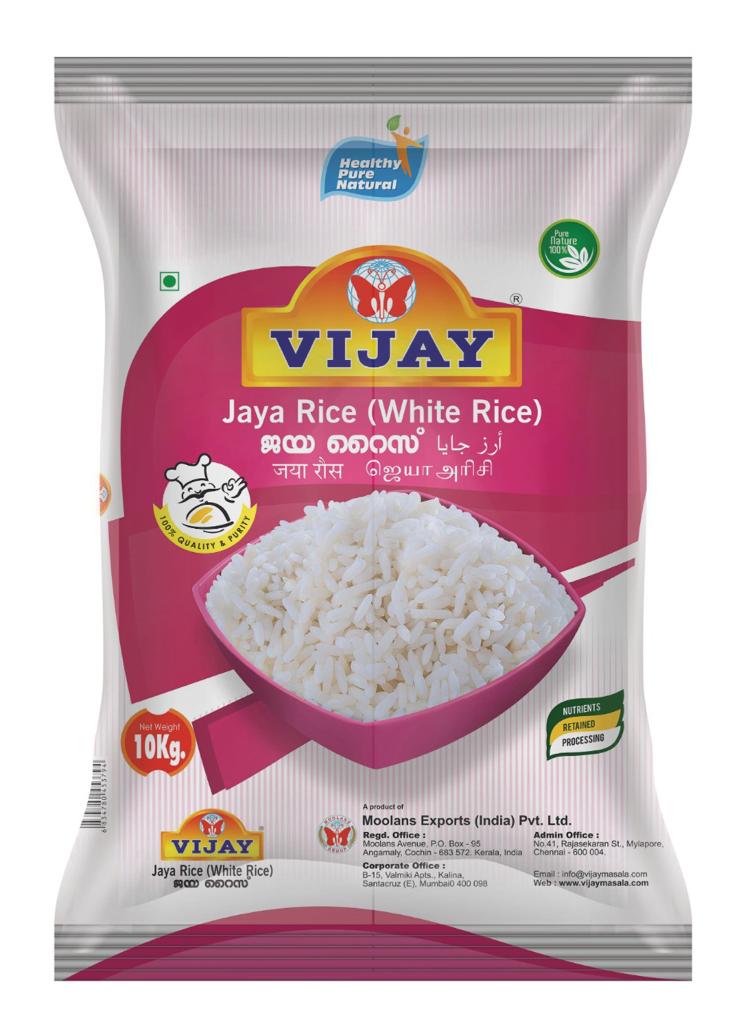 Healthy
Pure
Natural
Pure
Nature
100%
®
VIJAY
Jaya Rice (White Rice)
ജയ റൈസ് أرز جايا
जया रौस ஜெயா அரிசி
100% QUALITY & PURITY
Net Weight
10Kg.
NUTRIENTS
RETAINED
PROCESSING
VIJAY
Jaya Rice (White Rice)
ജയ റൈസ്
A product of
Moolans Exports (India) Pvt. Ltd.
Regd. Office :
Moolans Avenue, P.O. Box - 95
Angamaly, Cochin - 683 572. Kerala, India
Corporate Office :
B-15, Valmiki Apts., Kalina,
Santacruz (E), Mumbai0 400 098
Admin Office :
No.41, Rajasekaran St., Mylapore,
Chennai - 600 004.
Email : info@vijaymasala.com
Web : www.vijaymasala.com